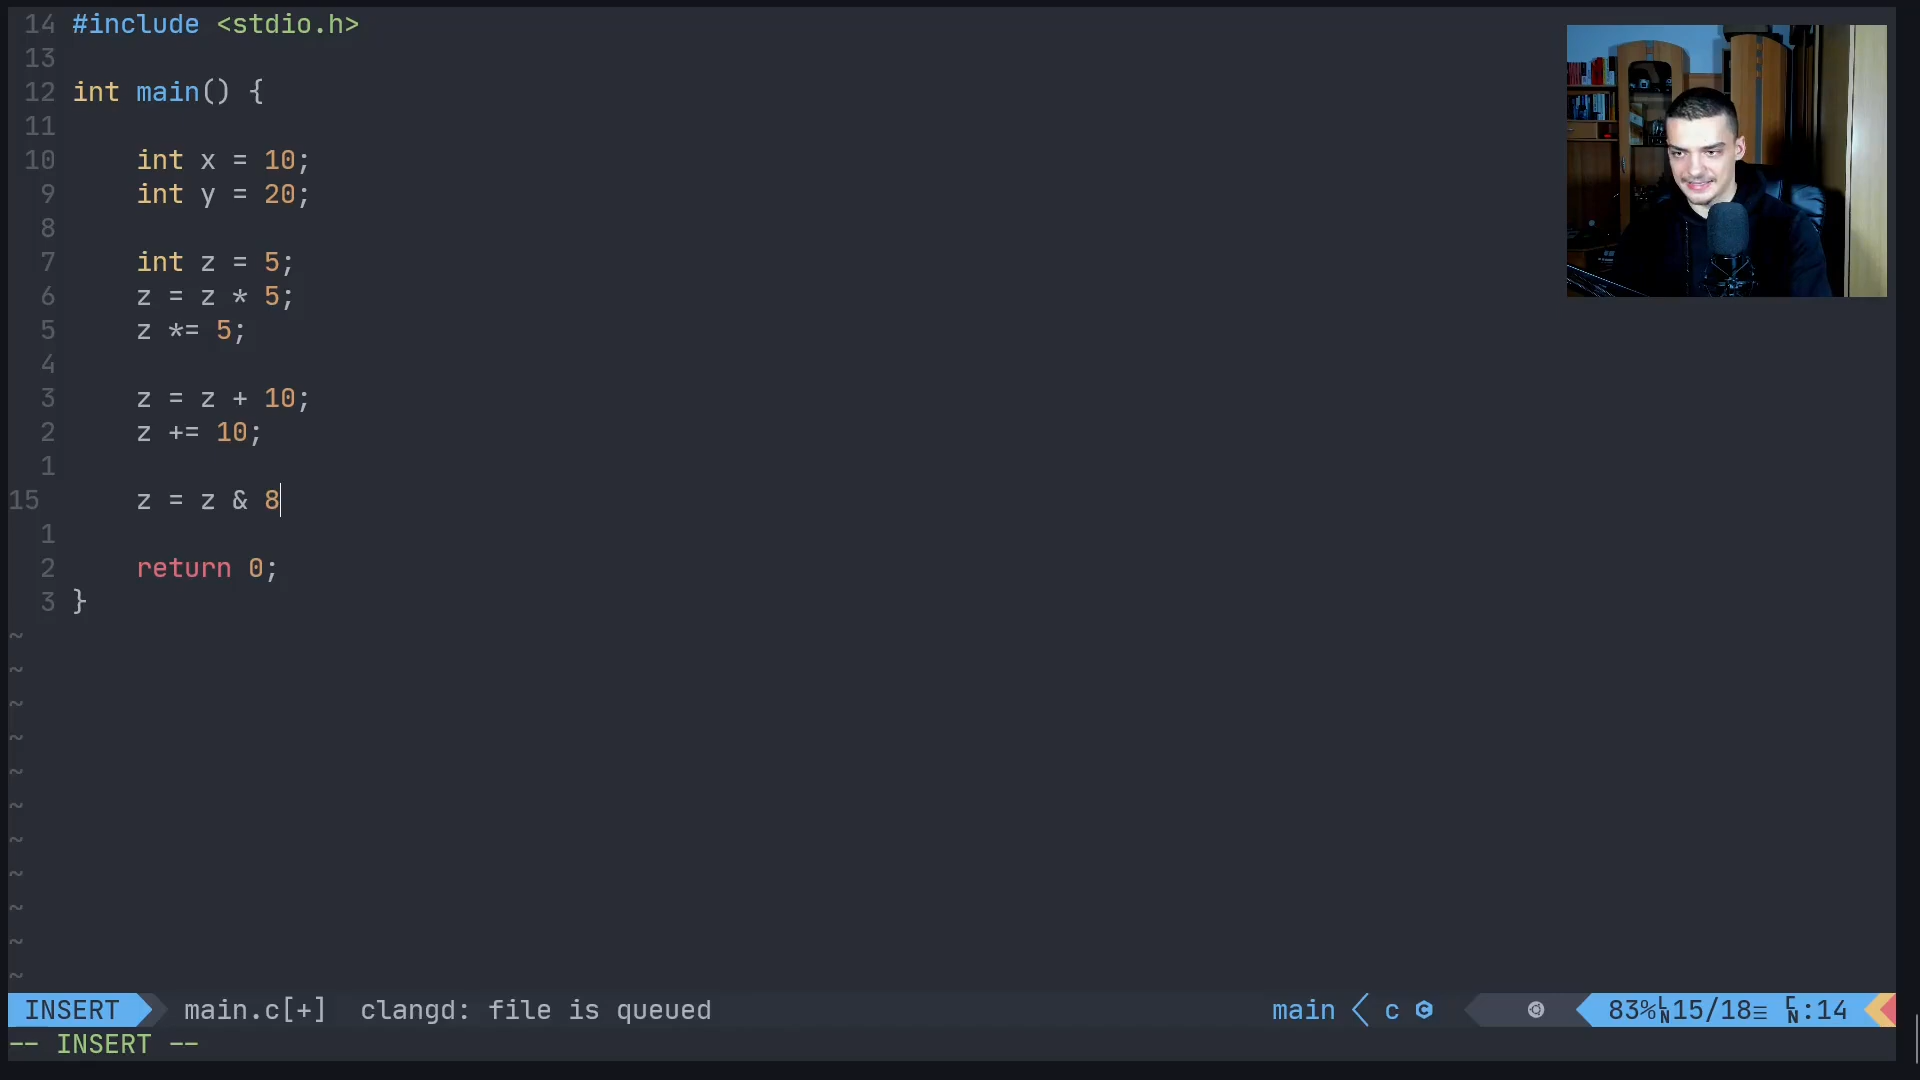 14 #include <stdio.h>
13
12 int main() {
11
10     int x = 10;
9     int y = 20;
8
7     int z = 5;
6     z = z * 5;
5     z *= 5;
4
3     z = z + 10;
2     z += 10;
1
15     z = z & 8
1
2     return 0;
3 }
~
~
~
~
~
~
~
~
~
~
~
INSERT main.c[+] clangd: file is queued main c 83% LN 15/18 CN :14
-- INSERT --